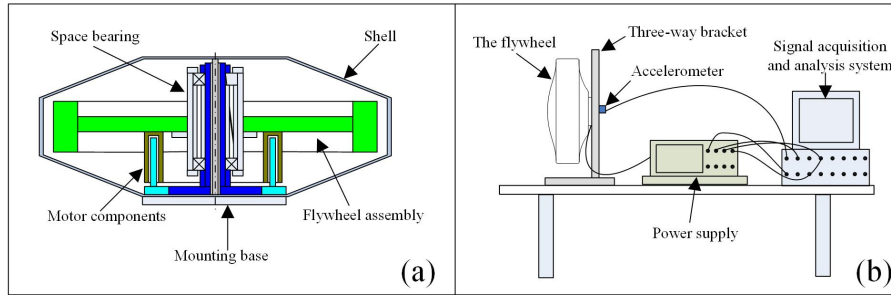 Space bearing
Shell
Motor components
Flywheel assembly
Mounting base
(a)
The flywheel
Three-way bracket
Accelerometer
Signal acquisition
and analysis system
Power supply
(b)